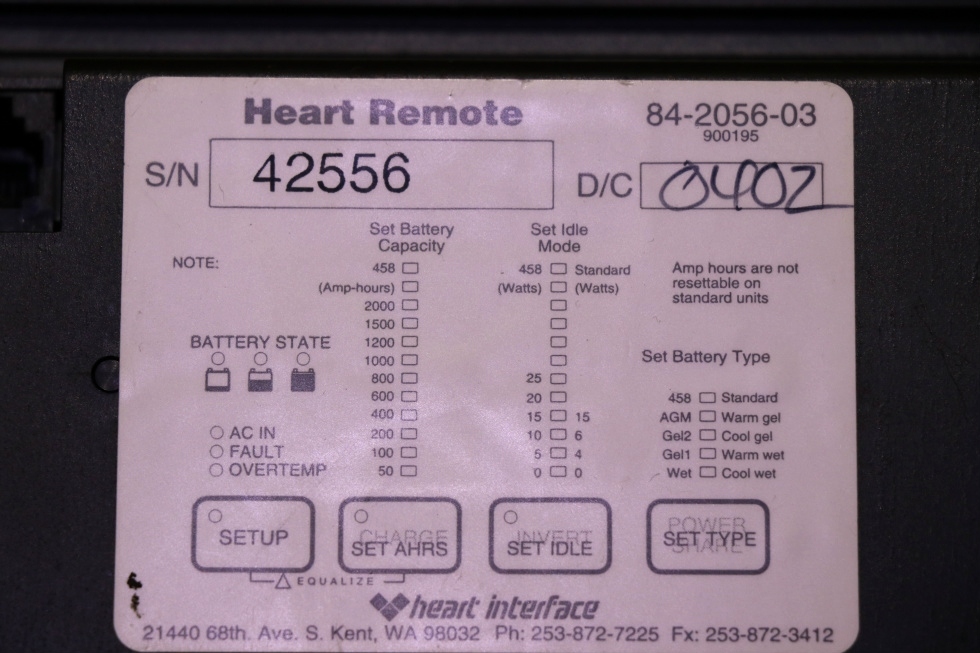 Heart Remote
84-2056-03
900195
S/N 42556
D/C 0402
Set Battery Capacity
Set Idle Mode
NOTE:
458
458 Standard
(Amp-hours)
(Watts) (Watts)
Amp hours are not
resettable on
standard units
2000
1500
1200
1000
800
25
600
20
400
15 15
200
10 6
100
5 4
50
0 0
BATTERY STATE
Set Battery Type
458 Standard
AGM Warm gel
Gel2 Cool gel
Gel1 Warm wet
Wet Cool wet
AC IN
FAULT
OVERTEMP
SETUP
CHARGE
SET AHRS
INVERT
SET IDLE
POWER
SHARE
SET TYPE
EQUALIZE
heart interface
21440 68th. Ave. S. Kent, WA 98032 Ph: 253-872-7225 Fx: 253-872-3412